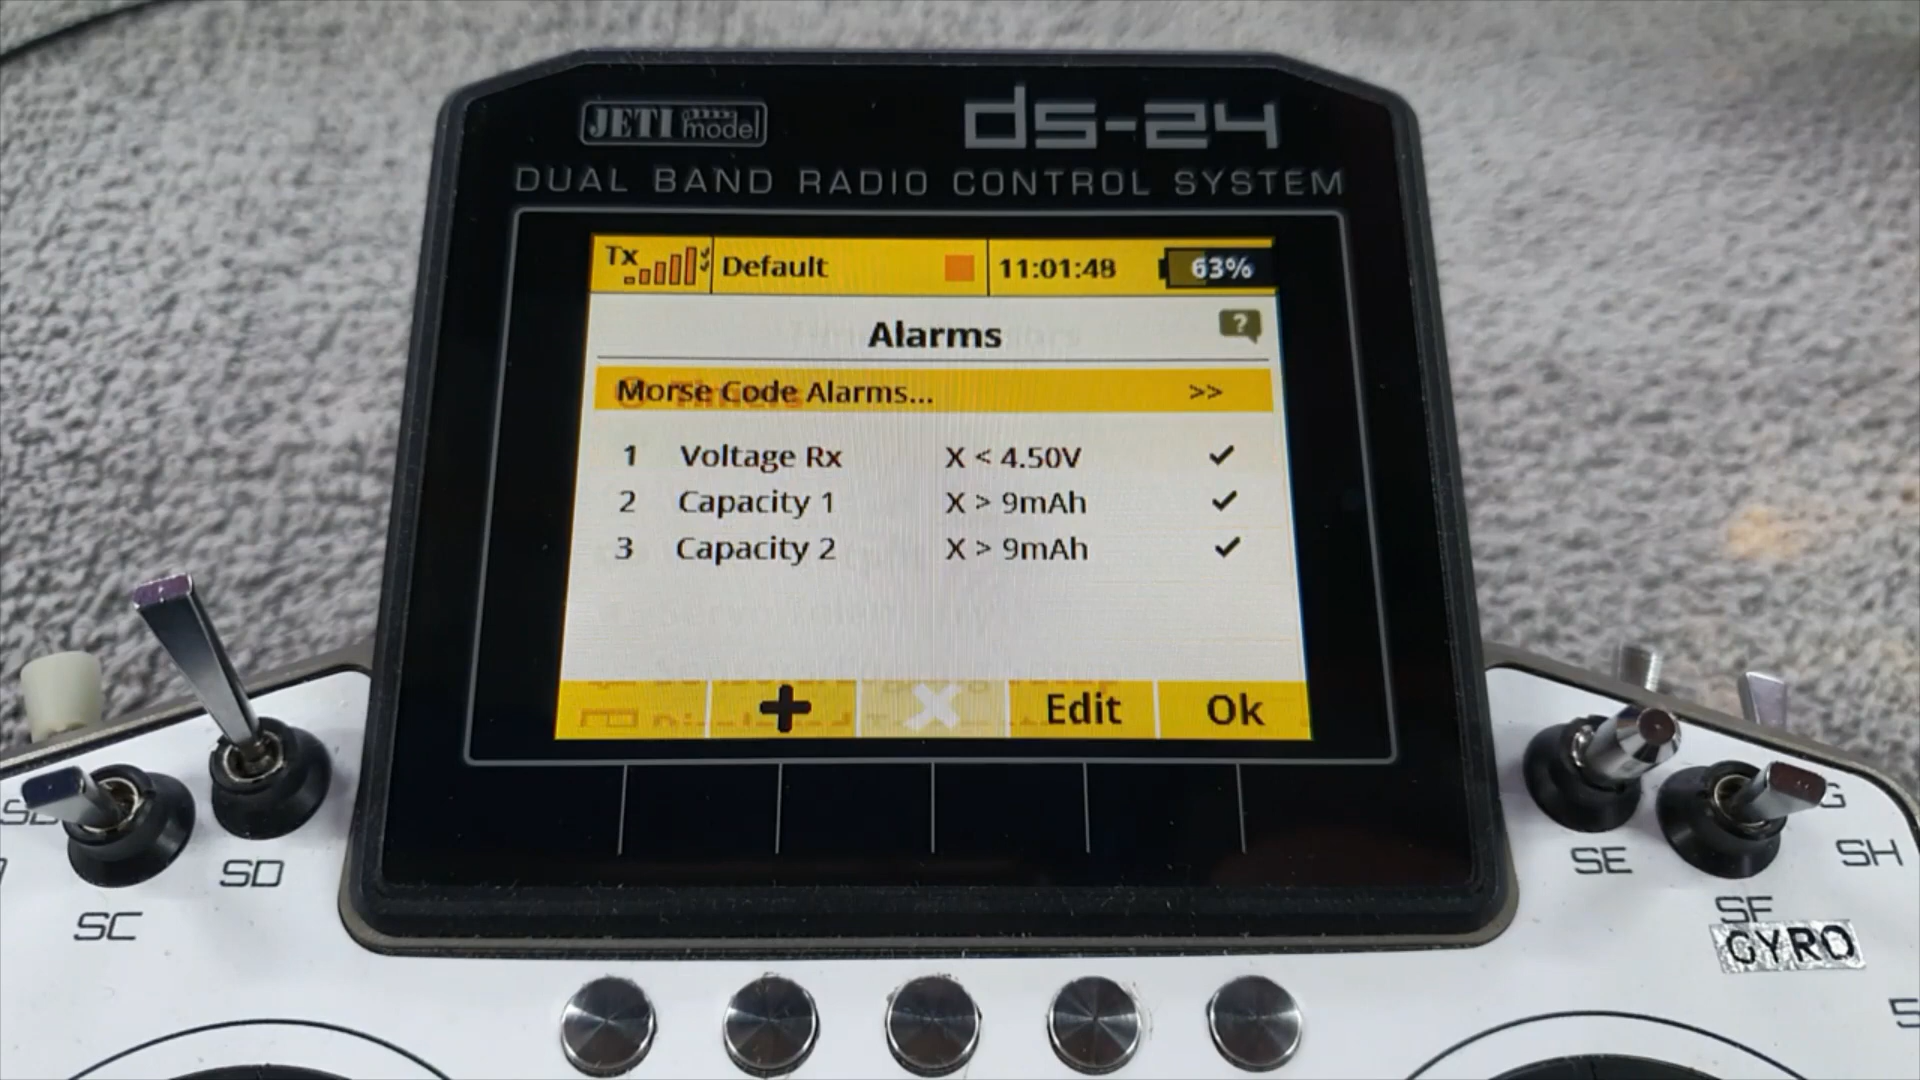 JETI model
ds-24
DUAL BAND RADIO CONTROL SYSTEM
Tx Default 11:01:48 63%
Alarms ?
Morse Code Alarms... >>
1 Voltage Rx X < 4.50V ✓
2 Capacity 1 X > 9mAh ✓
3 Capacity 2 X > 9mAh ✓
+ X Edit Ok
SD
SC
SE
SH
SF
GYRO